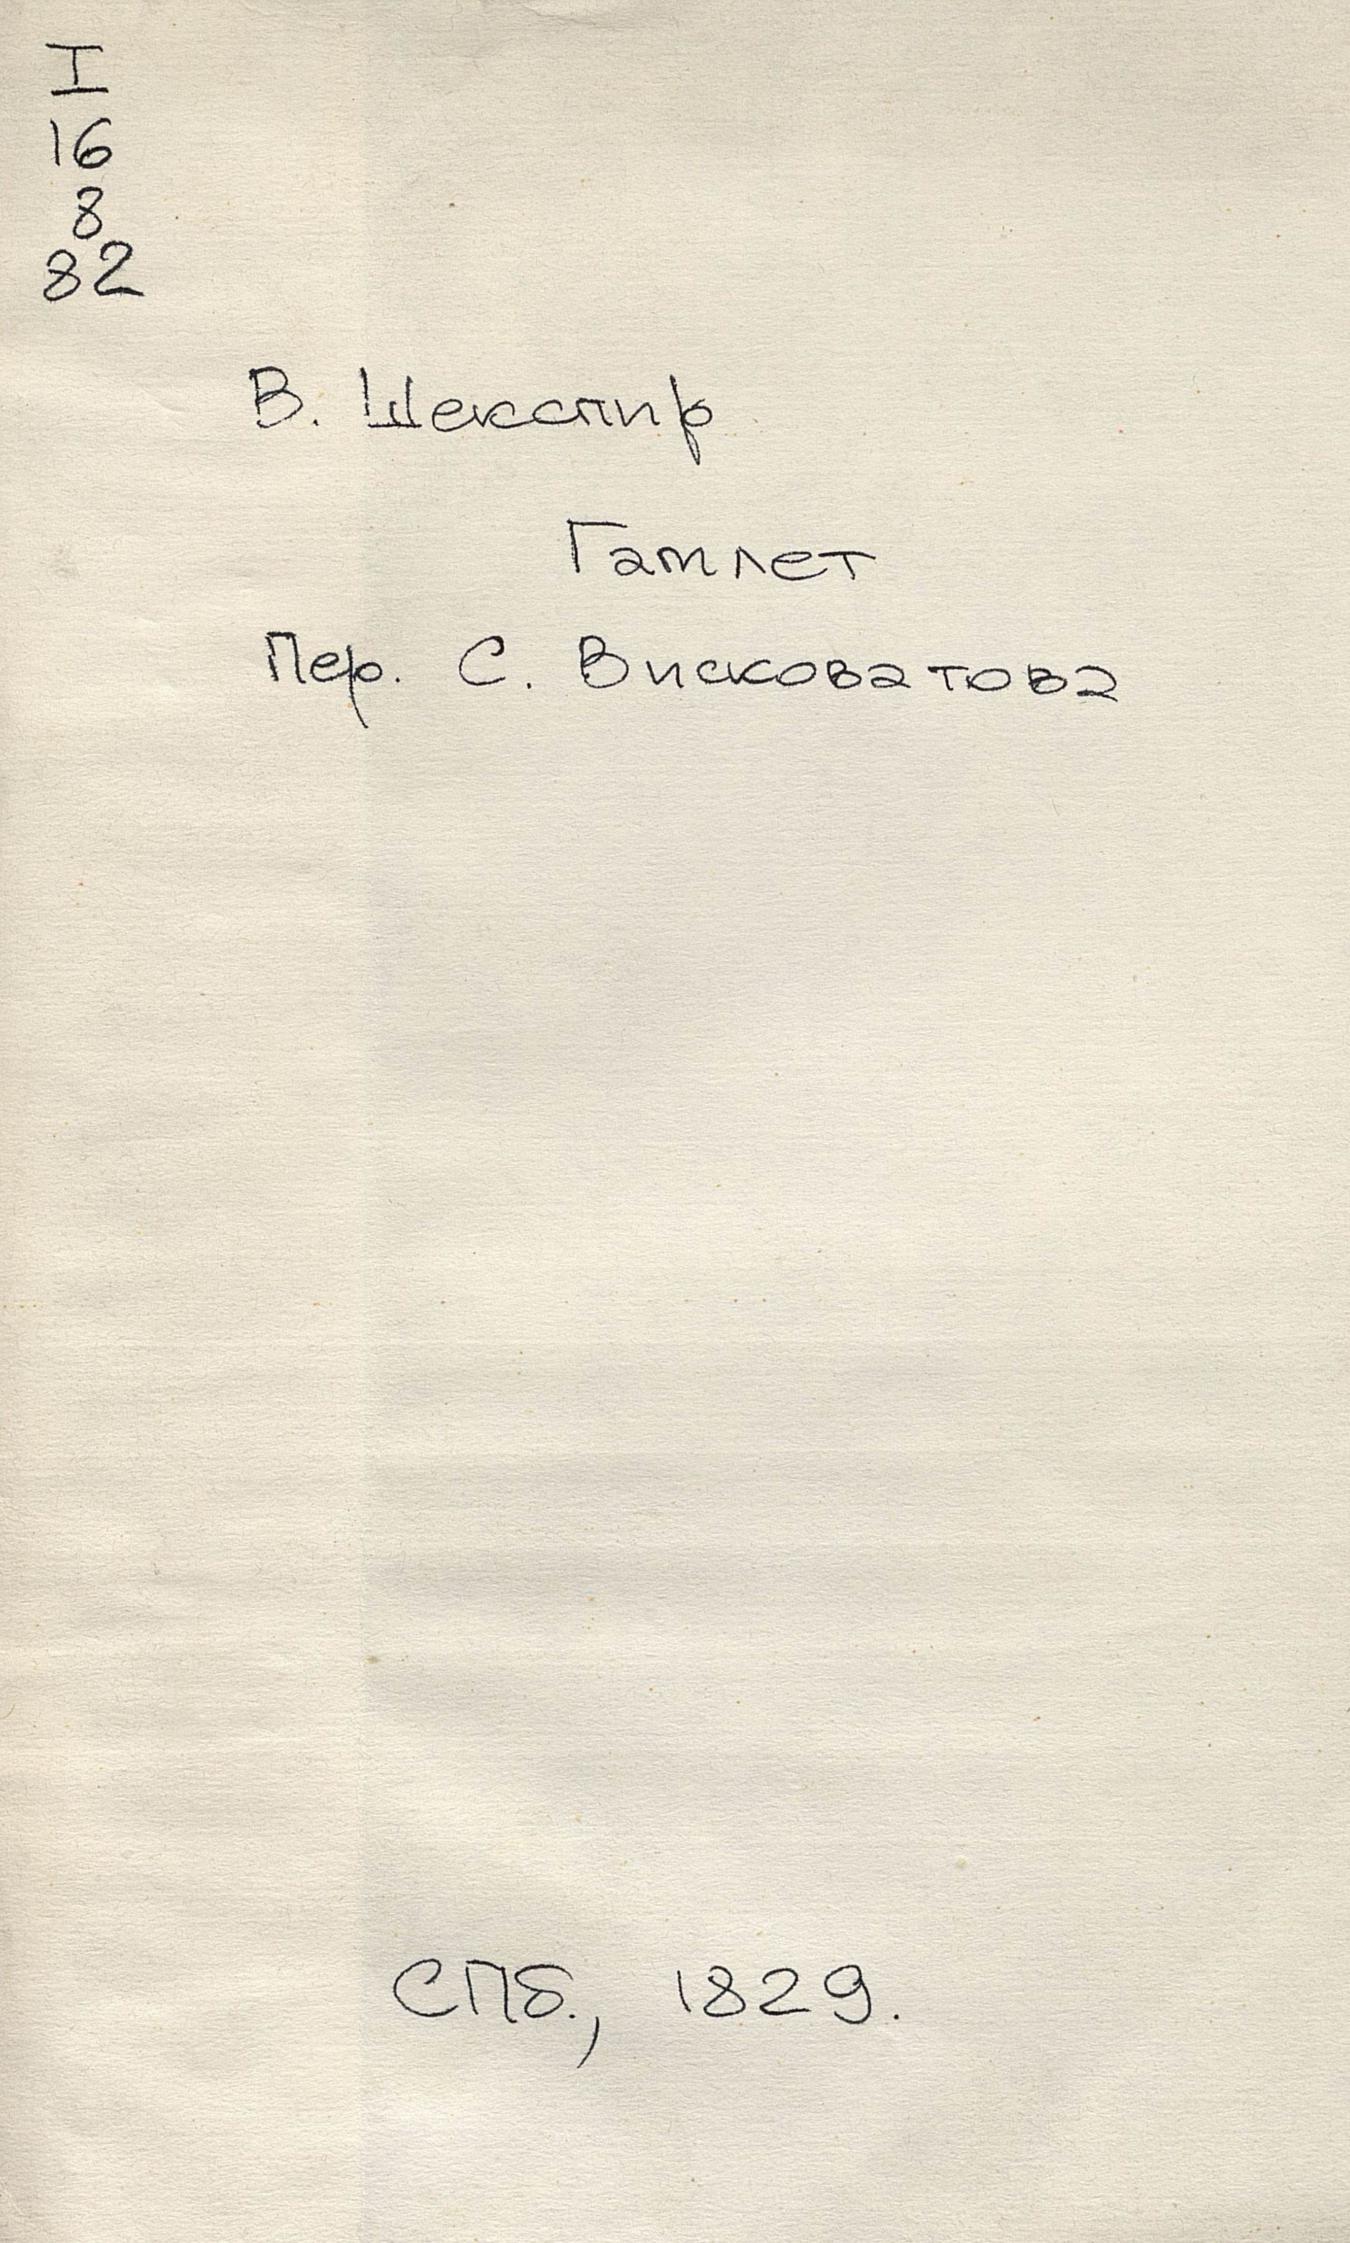 I
16
8
82
В. Шекспир
Гамлет
Пер. С. Висковатова
СПб., 1829.